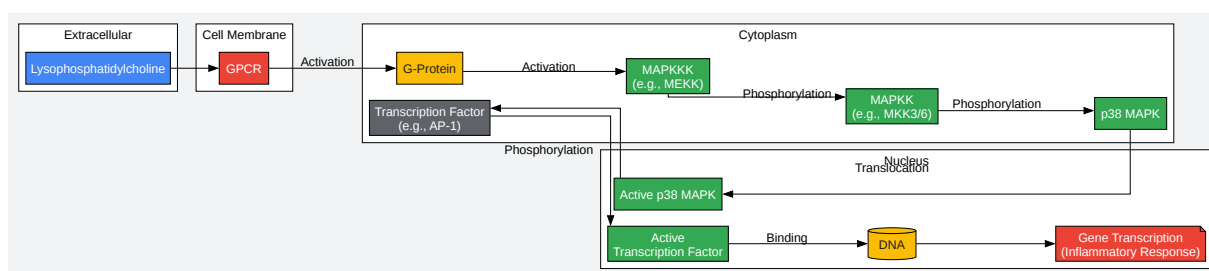 Extracellular
Cell Membrane
Cytoplasm
Lysophosphatidylcholine
GPCR
Activation
G-Protein
Activation
MAPKKK
(e.g., MEKK)
Phosphorylation
MAPKK
(e.g., MKK3/6)
Phosphorylation
p38 MAPK
Transcription Factor
(e.g., AP-1)
Phosphorylation
Nucleus
Translocation
Active p38 MAPK
Active
Transcription Factor
Binding
DNA
Gene Transcription
(Inflammatory Response)